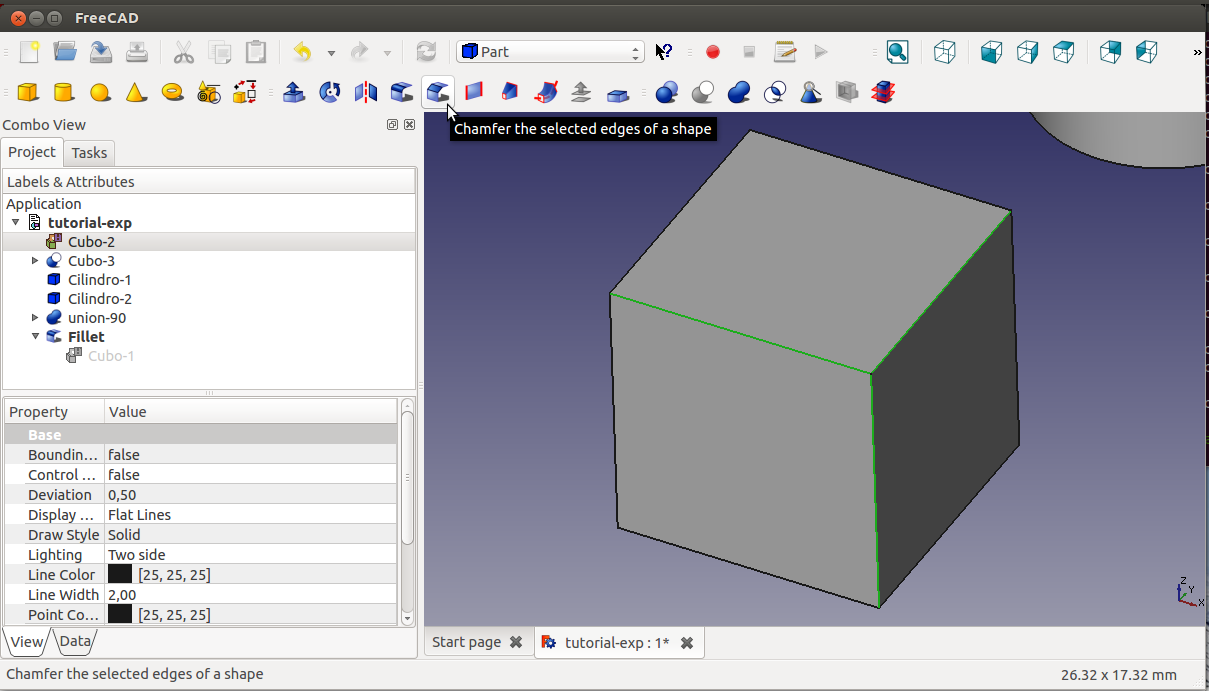 FreeCAD
Part
Combo View
Project
Tasks
Chamfer the selected edges of a shape
Labels & Attributes
Application
tutorial-exp
Cubo-2
Cubo-3
Cilindro-1
Cilindro-2
union-90
Fillet
Cubo-1
Property Value
Base
Boundin... false
Control ... false
Deviation 0,50
Display ... Flat Lines
Draw Style Solid
Lighting Two side
Line Color [25, 25, 25]
Line Width 2,00
Point Co... [25, 25, 25]
Z
Y
X
View Data
Start page
tutorial-exp : 1*
Chamfer the selected edges of a shape
26.32 x 17.32 mm